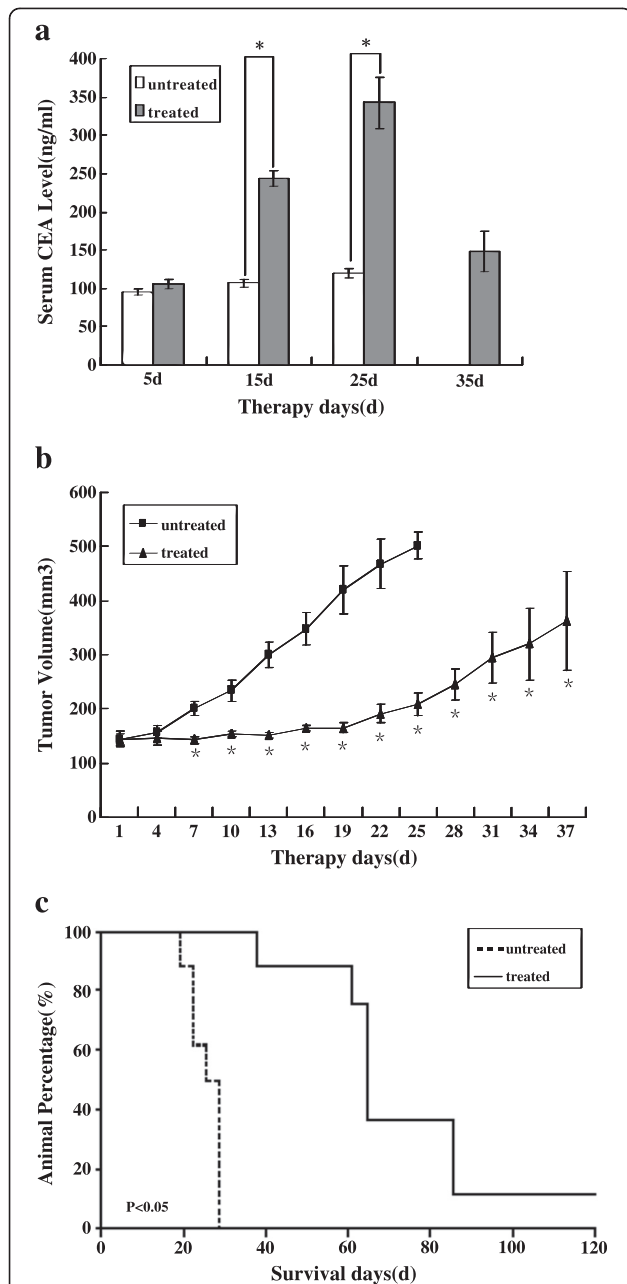 a
*
*
untreated
treated
400
350
300
250
200
150
100
50
0
Serum CEA Level(ng/ml)
5d 15d 25d 35d
Therapy days(d)
b
untreated
treated
600
500
400
300
200
100
0
Tumor Volume(mm3)
* * * * * * * * * * *
1 4 7 10 13 16 19 22 25 28 31 34 37
Therapy days(d)
c
untreated
treated
100
80
60
40
20
0
Animal Percentage(%)
P<0.05
0 20 40 60 80 100 120
Survival days(d)